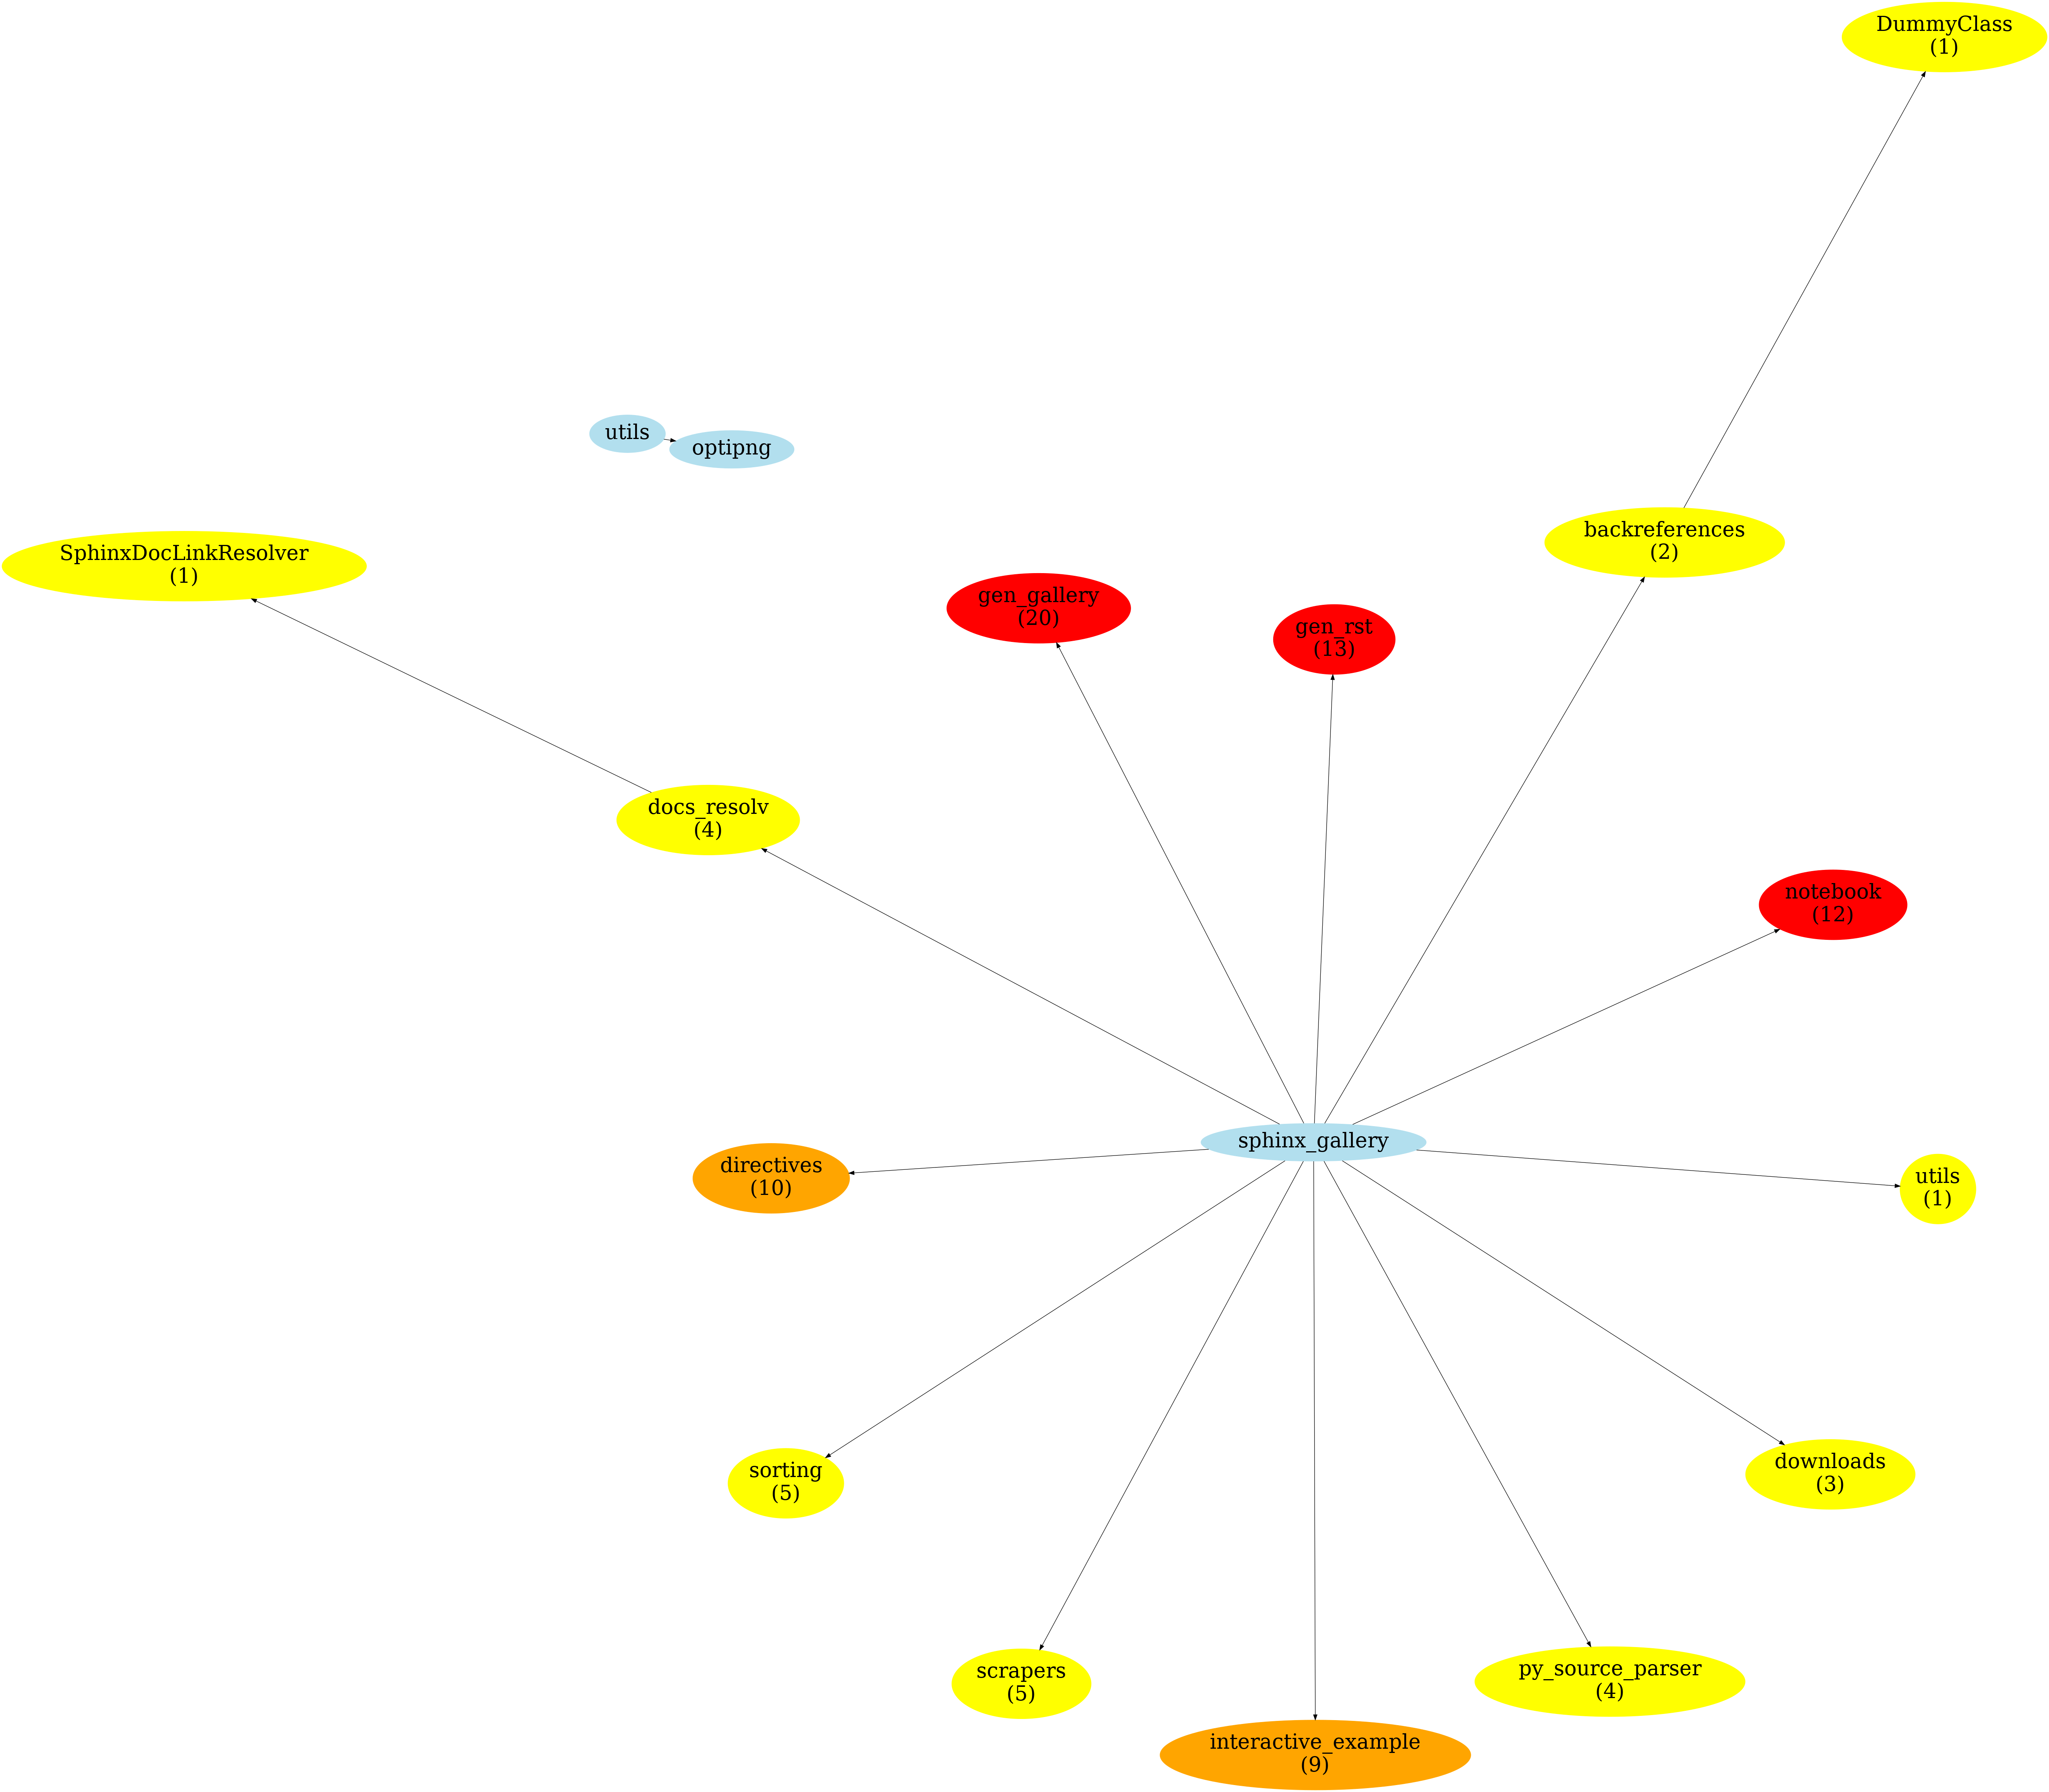 DummyClass
(1)
utils
optipng
backreferences
(2)
SphinxDocLinkResolver
(1)
gen_gallery
(20)
gen_rst
(13)
docs_resolv
(4)
notebook
(12)
sphinx_gallery
directives
(10)
utils
(1)
sorting
(5)
downloads
(3)
scrapers
(5)
py_source_parser
(4)
interactive_example
(9)